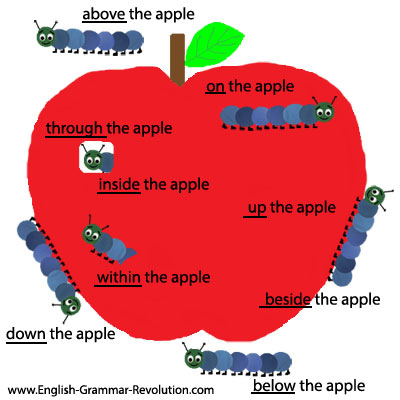 above the apple
on the apple
through the apple
inside the apple
up the apple
within the apple
beside the apple
down the apple
below the apple
www.English-Grammar-Revolution.com